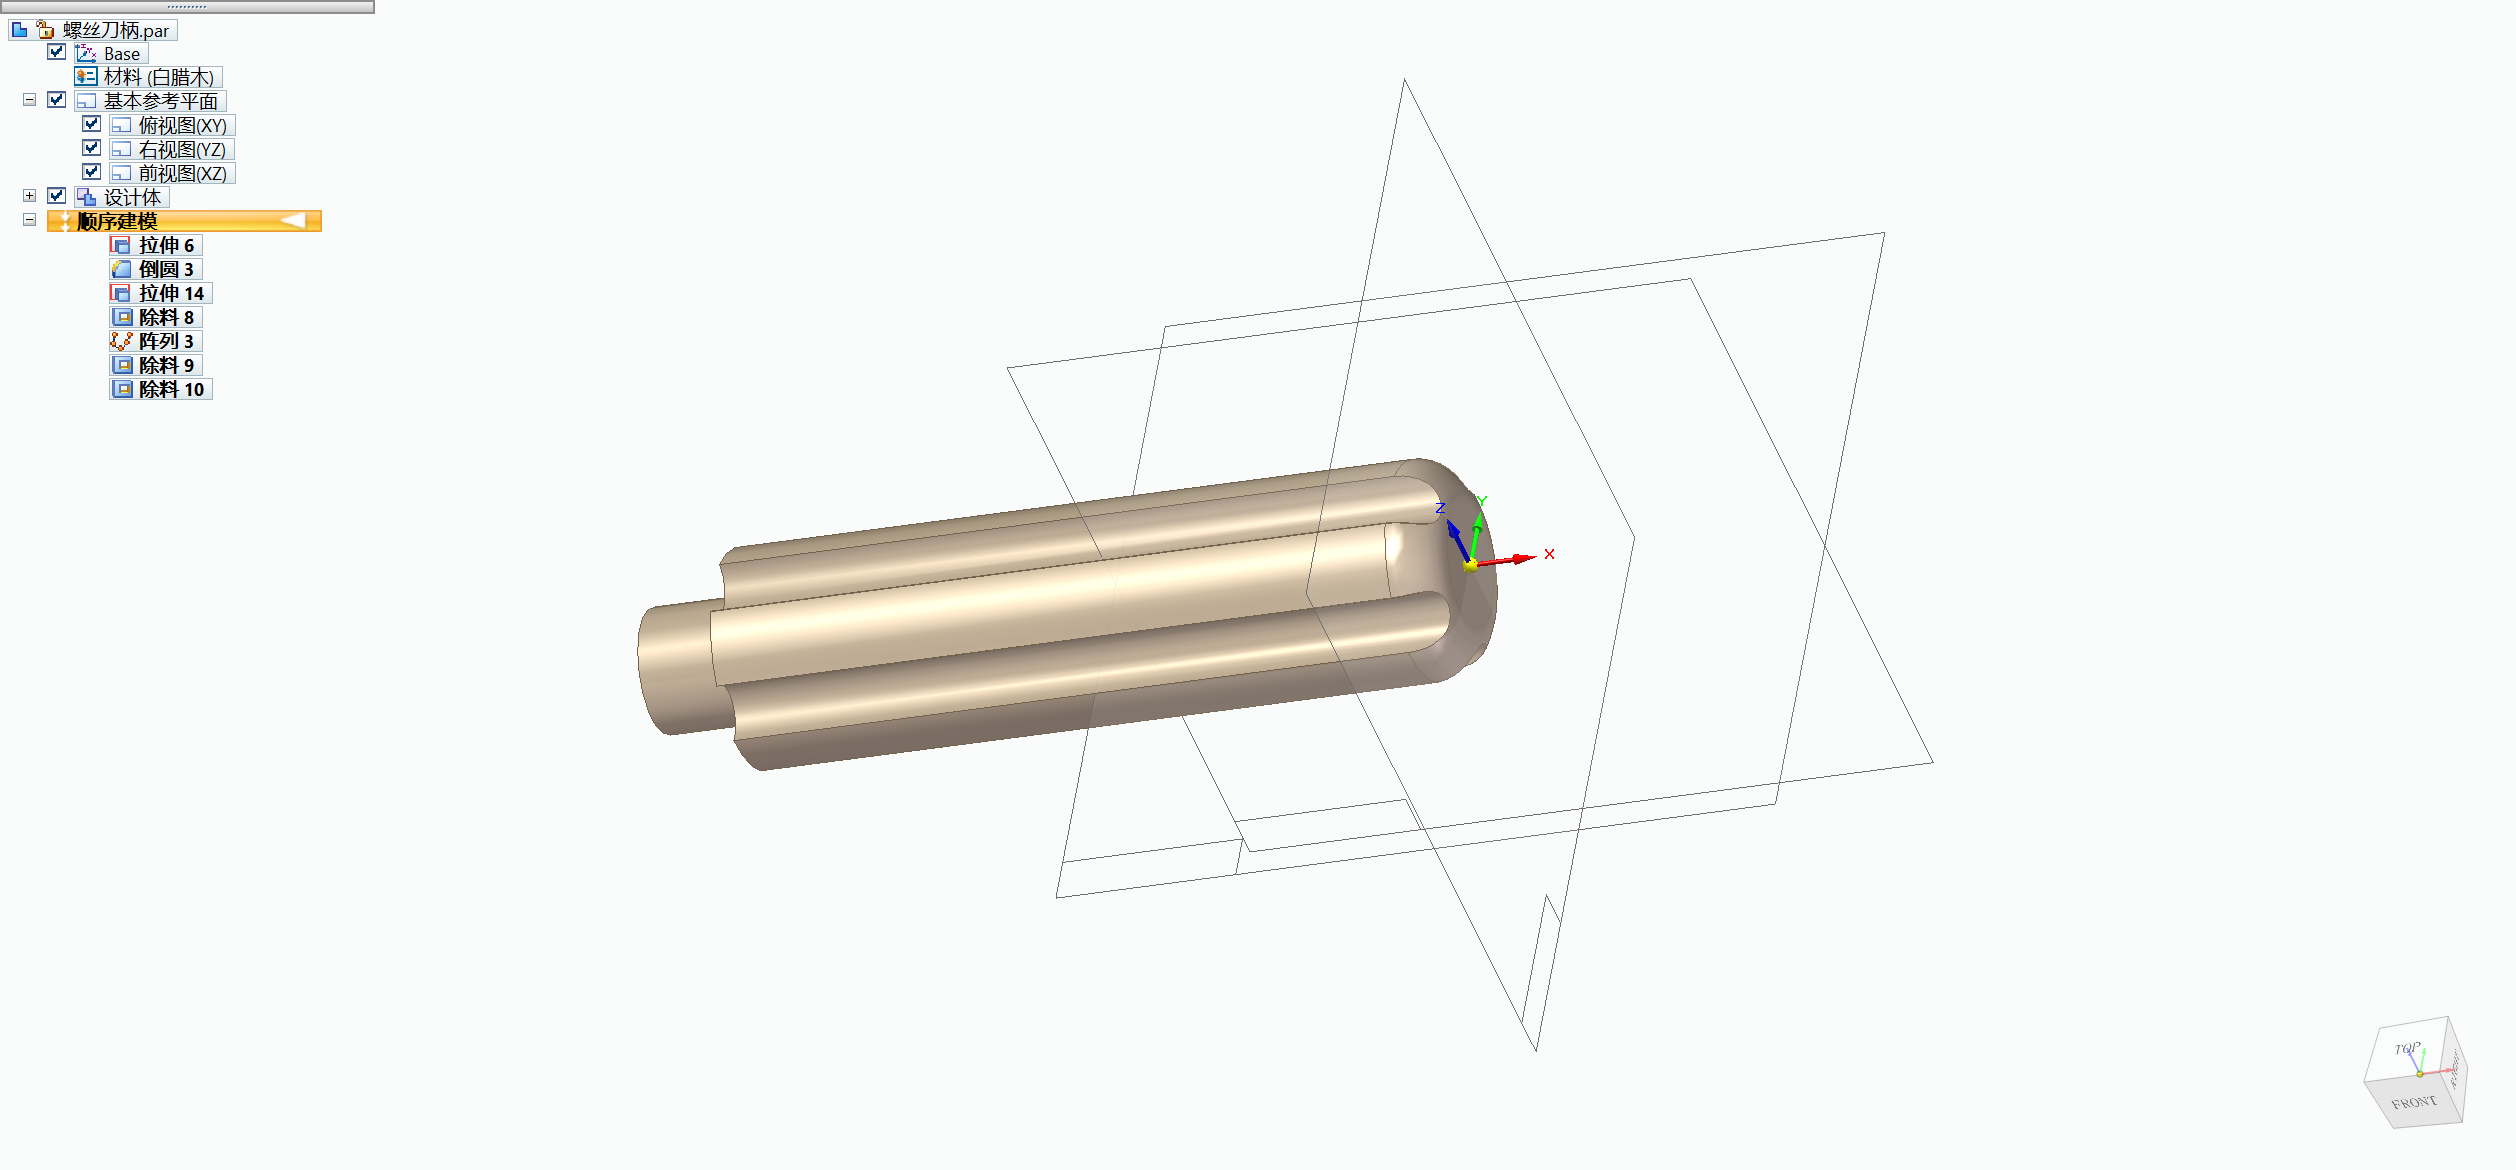 螺丝刀柄.par
Base
材料 (白腊木)
基本参考平面
俯视图(XY)
右视图(YZ)
前视图(XZ)
设计体
顺序建模
拉伸 6
倒圆 3
拉伸 14
除料 8
阵列 3
除料 9
除料 10
Z
Y
X
TOP
FRONT